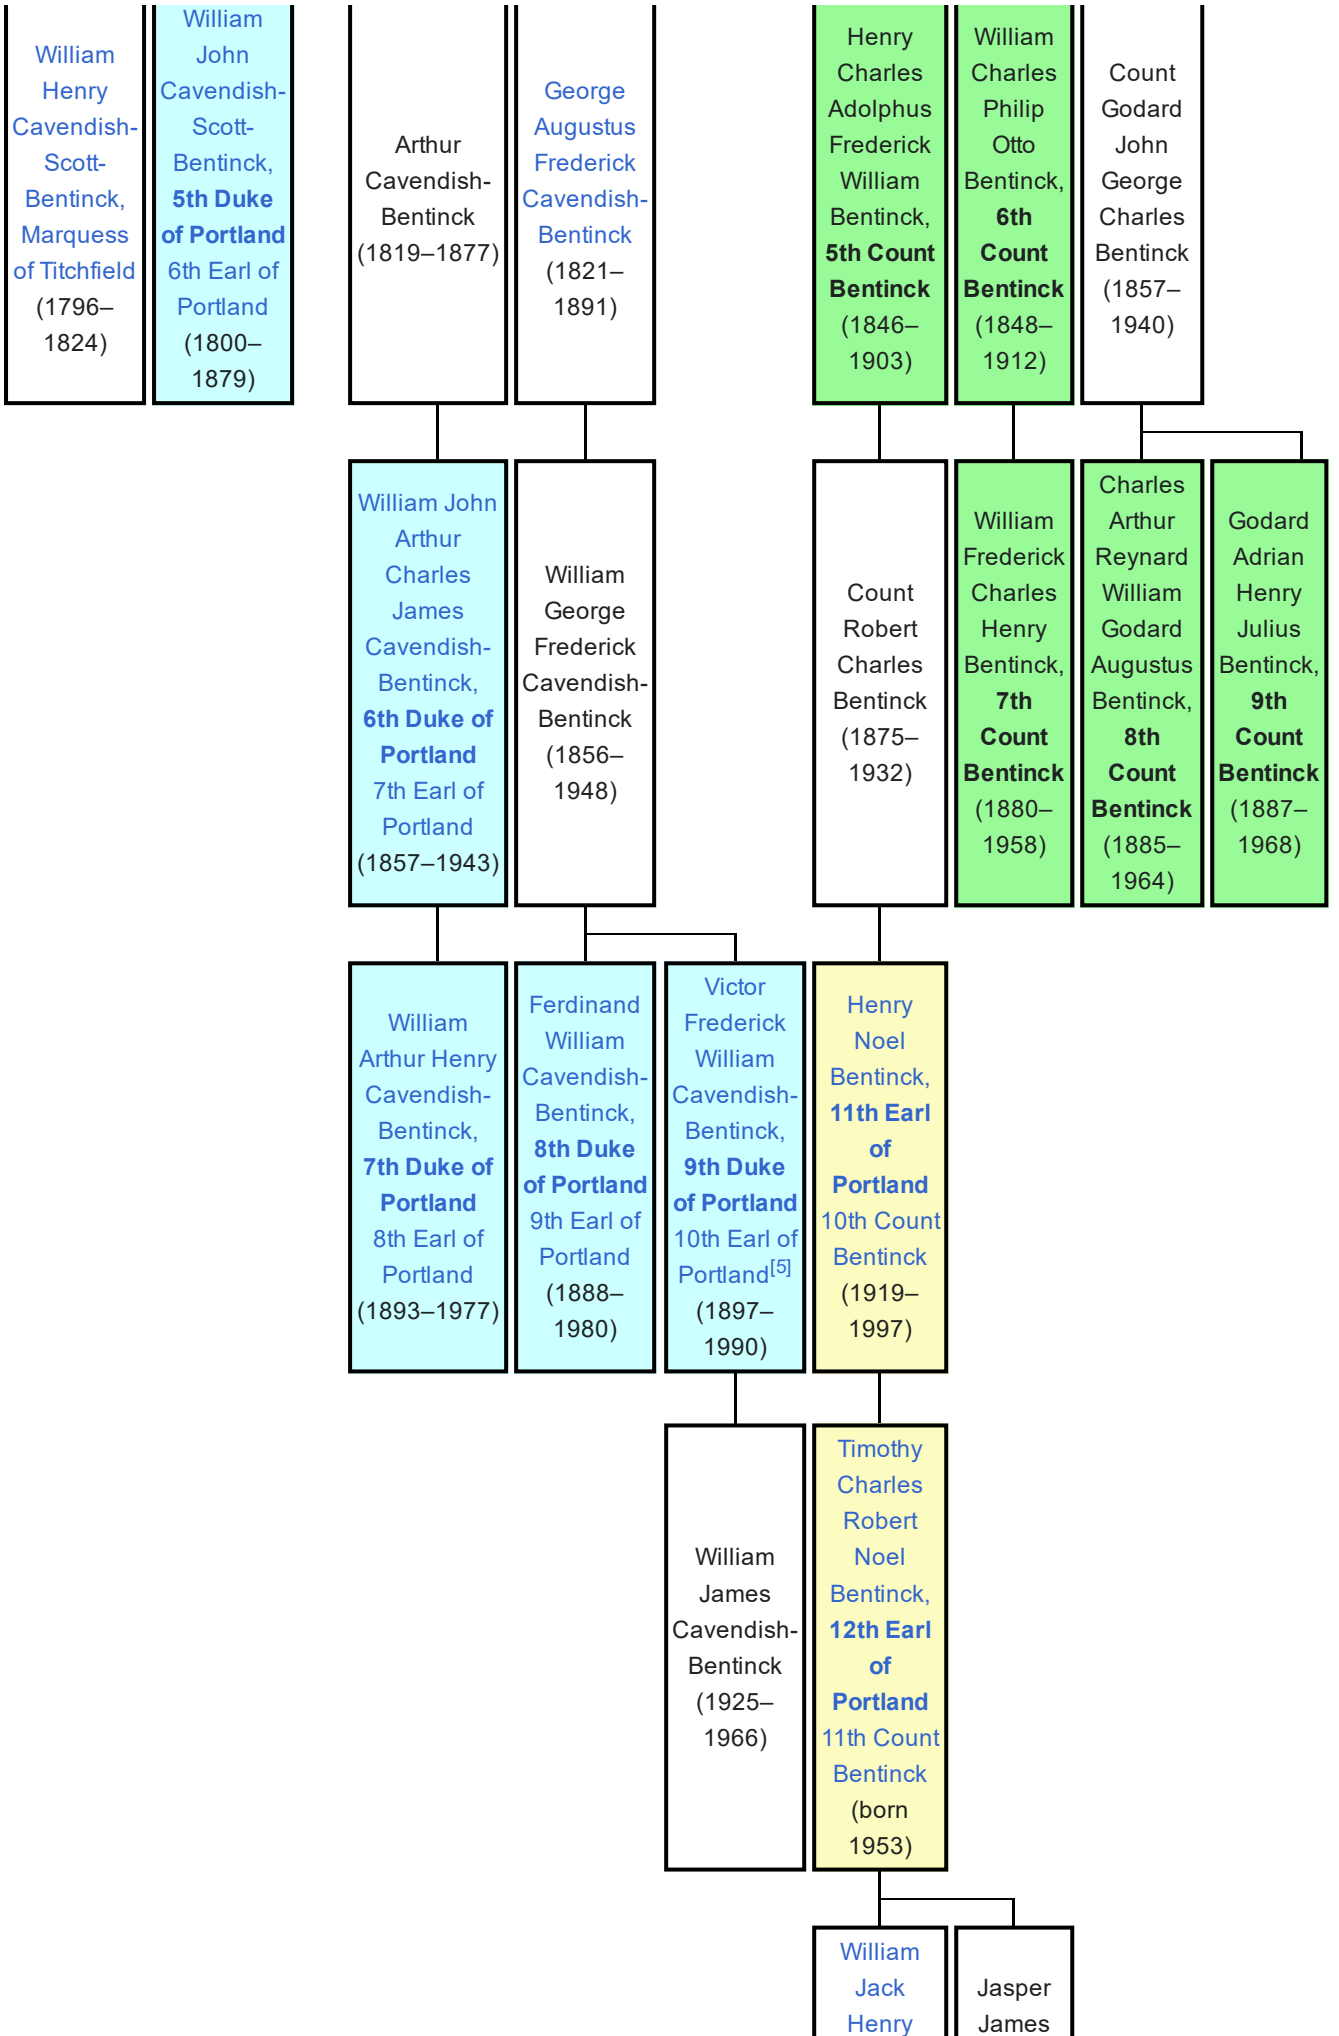 William
Henry
Cavendish-
Scott-
Bentinck,
Marquess
of Titchfield
(1796–
1824)
William
John
Cavendish-
Scott-
Bentinck,
5th Duke
of Portland
6th Earl of
Portland
(1800–
1879)
Arthur
Cavendish-
Bentinck
(1819–1877)
George
Augustus
Frederick
Cavendish-
Bentinck
(1821–
1891)
Henry
Charles
Adolphus
Frederick
William
Bentinck,
5th Count
Bentinck
(1846–
1903)
William
Charles
Philip
Otto
Bentinck,
6th
Count
Bentinck
(1848–
1912)
Count
Godard
John
George
Charles
Bentinck
(1857–
1940)
William John
Arthur
Charles
James
Cavendish-
Bentinck,
6th Duke of
Portland
7th Earl of
Portland
(1857–1943)
William
George
Frederick
Cavendish-
Bentinck
(1856–
1948)
Count
Robert
Charles
Bentinck
(1875–
1932)
William
Frederick
Charles
Henry
Bentinck,
7th
Count
Bentinck
(1880–
1958)
Charles
Arthur
Reynard
William
Godard
Augustus
Bentinck,
8th
Count
Bentinck
(1885–
1964)
Godard
Adrian
Henry
Julius
Bentinck,
9th
Count
Bentinck
(1887–
1968)
William
Arthur Henry
Cavendish-
Bentinck,
7th Duke of
Portland
8th Earl of
Portland
(1893–1977)
Ferdinand
William
Cavendish-
Bentinck,
8th Duke
of Portland
9th Earl of
Portland
(1888–
1980)
Victor
Frederick
William
Cavendish-
Bentinck,
9th Duke
of Portland
10th Earl of
Portland[5]
(1897–
1990)
Henry
Noel
Bentinck,
11th Earl
of
Portland
10th Count
Bentinck
(1919–
1997)
William
James
Cavendish-
Bentinck
(1925–
1966)
Timothy
Charles
Robert
Noel
Bentinck,
12th Earl
of
Portland
11th Count
Bentinck
(born
1953)
William
Jack
Henry
Jasper
James